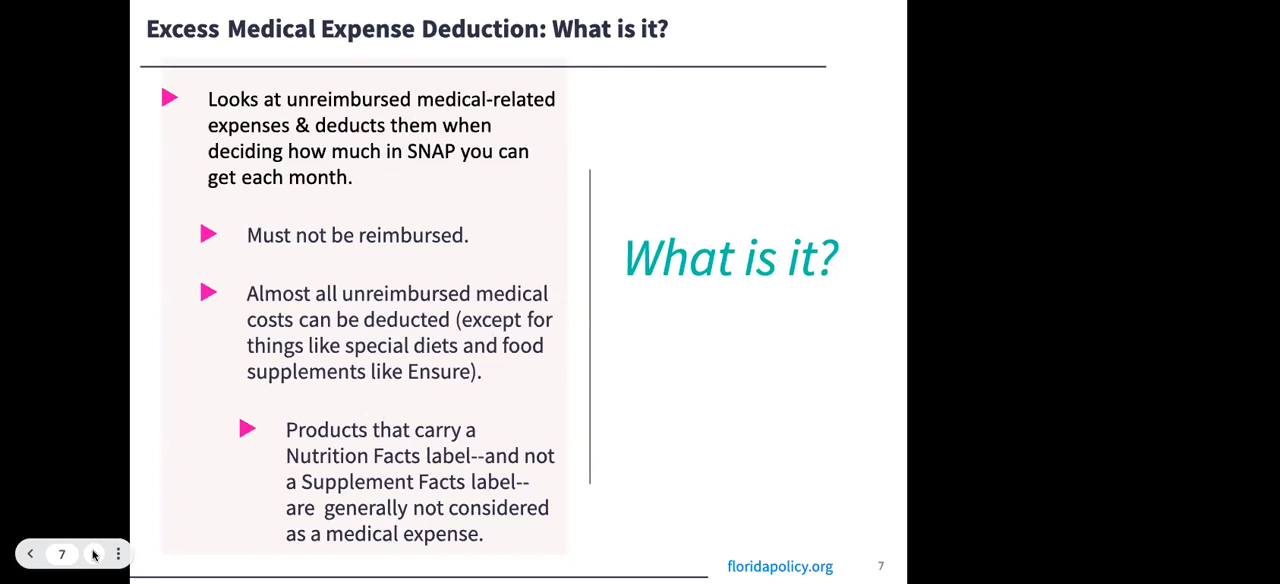 Excess Medical Expense Deduction: What is it?
Looks at unreimbursed medical-related
expenses & deducts them when
deciding how much in SNAP you can
get each month.
Must not be reimbursed.
Almost all unreimbursed medical
costs can be deducted (except for
things like special diets and food
supplements like Ensure).
Products that carry a
Nutrition Facts label--and not
a Supplement Facts label--
are generally not considered
as a medical expense.
What is it?
7
floridapolicy.org
7